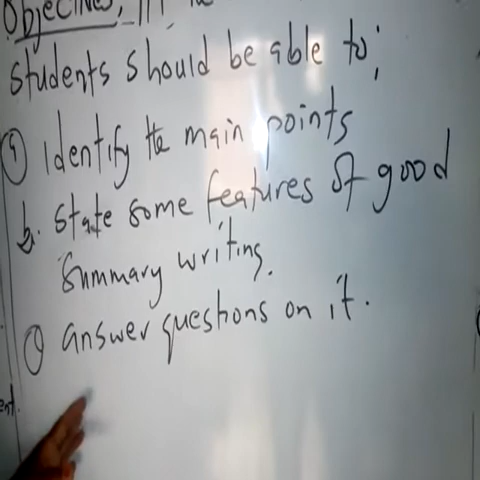 Objectives,
students should be able to;
a Identify the main points
b. State some features of good
summary writing.
c answer questions on it.